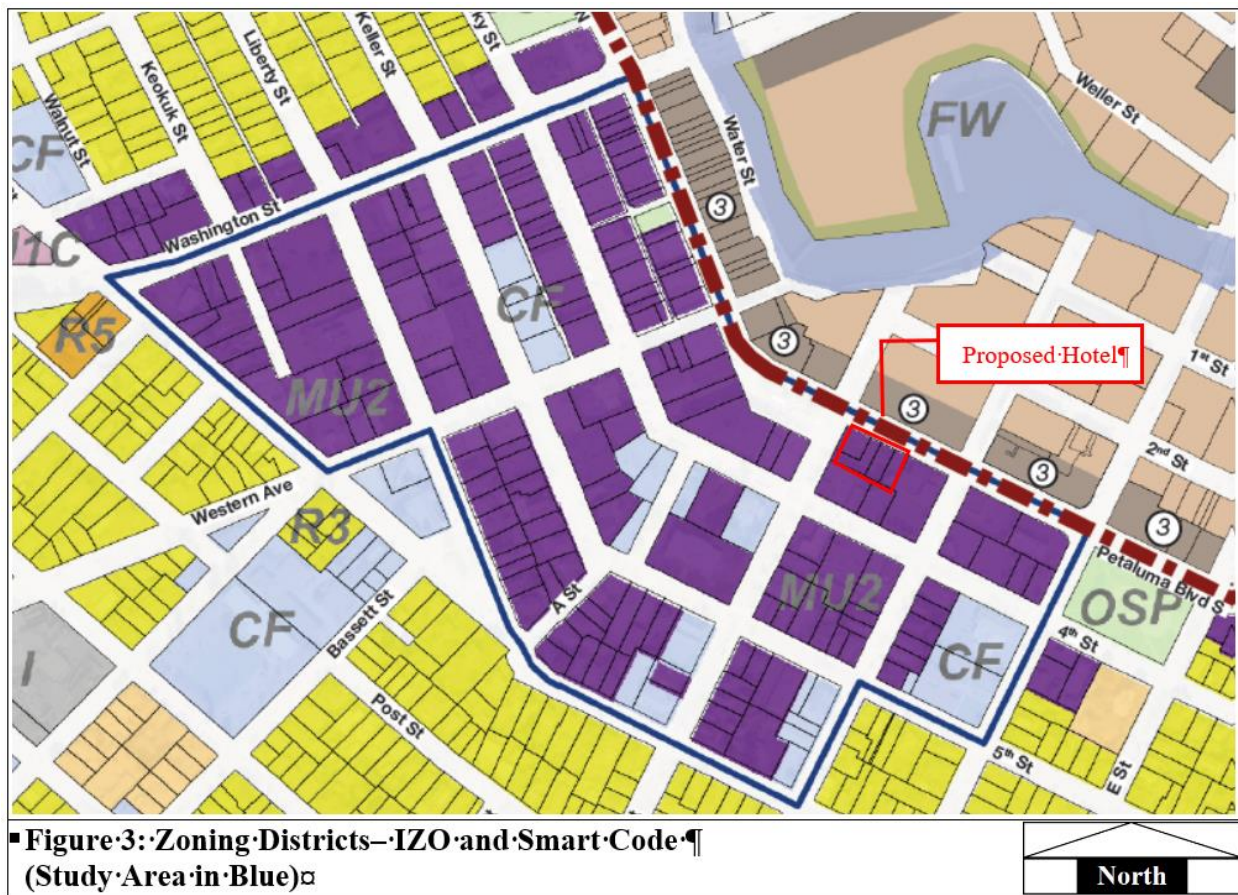 Walnut St
Keokuk St
Liberty St
Keller St
ky St
N
CF
Washington St
1C
R5
MU2
CF
Water St
3
FW
Weller St
3
Proposed·Hotel¶
3
3
3
1st St
2nd St
Petaluma Blvd S
OSP
4th St
5th St
E St
MU2
CF
A St
Western Ave
R3
CF
Bassett St
Post St
I
Figure·3:·Zoning·Districts–·IZO·and·Smart·Code·¶
(Study·Area·in·Blue)¤
North